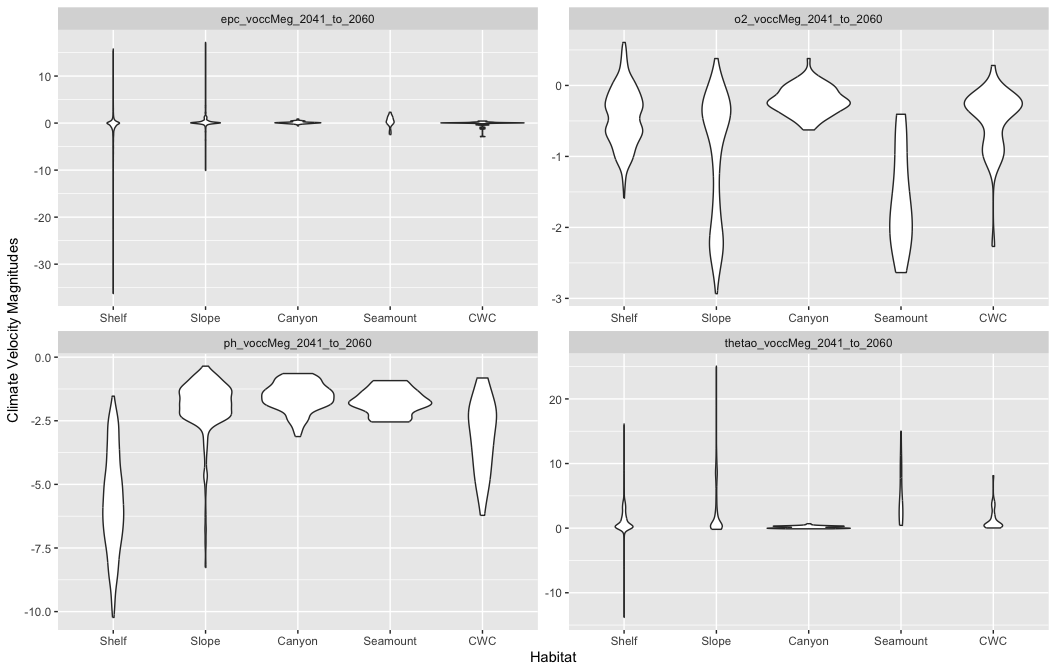 epc_voccMeg_2041_to_2060
o2_voccMeg_2041_to_2060
10
0
-10
-20
-30
0
-1
-2
-3
Shelf Slope Canyon Seamount CWC
Shelf Slope Canyon Seamount CWC
Climate Velocity Magnitudes
ph_voccMeg_2041_to_2060
thetao_voccMeg_2041_to_2060
0.0
-2.5
-5.0
-7.5
-10.0
20
10
0
-10
Shelf Slope Canyon Seamount CWC
Shelf Slope Canyon Seamount CWC
Habitat